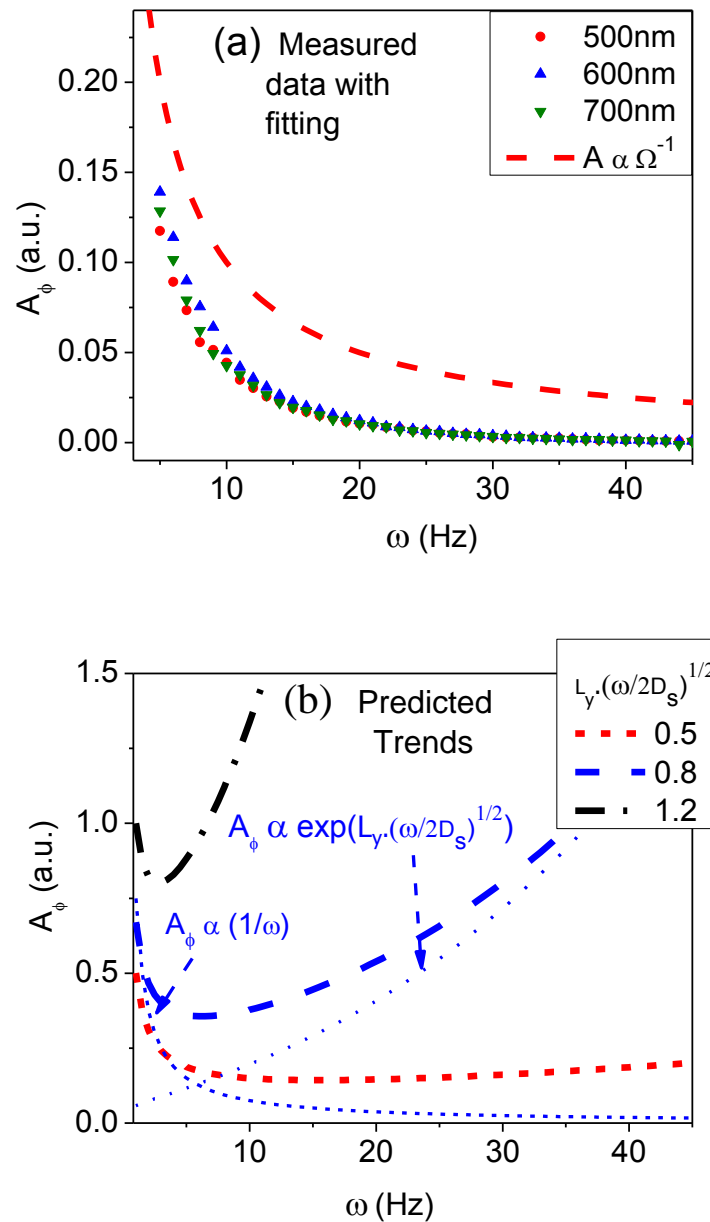 (a) Measured
data with
fitting
500nm
600nm
700nm
A α Ω⁻¹
0.20
0.15
0.10
0.05
0.00
A_ϕ (a.u.)
10 20 30 40
ω (Hz)
(b) Predicted
Trends
L_y.(ω/2D_s)^1/2
0.5
0.8
1.2
A_ϕ α exp(L_y.(ω/2D_s)^1/2)
A_ϕ α (1/ω)
1.5
1.0
0.5
0.0
A_ϕ (a.u.)
10 20 30 40
ω (Hz)